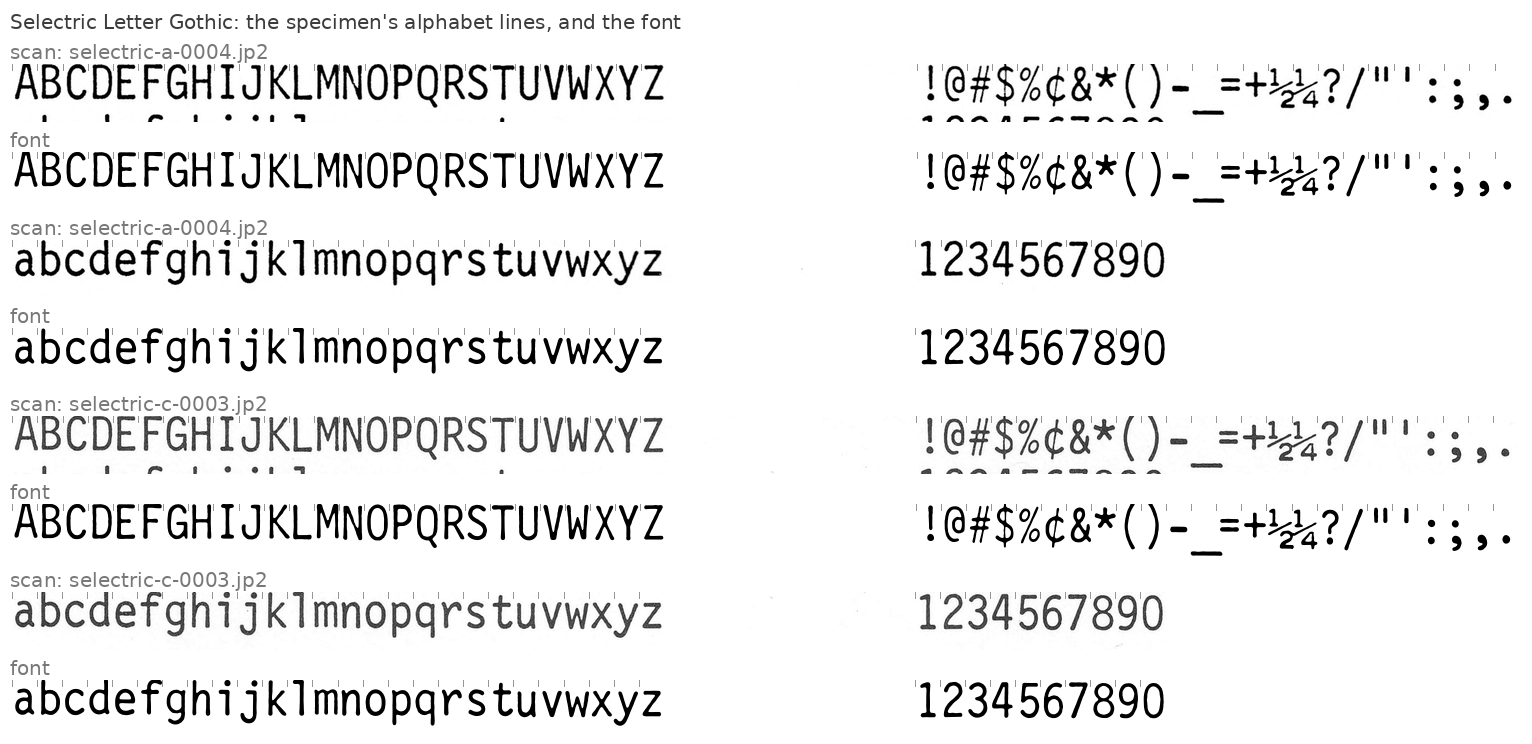 Selectric Letter Gothic: the specimen's alphabet lines, and the font
scan: selectric-a-0004.jp2
ABCDEFGHIJKLMNOPQRSTUVWXYZ !@#$%¢&*()-_=+½¼?/"':;,.
font
ABCDEFGHIJKLMNOPQRSTUVWXYZ !@#$%¢&*()-_=+½¼?/"':;,.
scan: selectric-a-0004.jp2
abcdefghijklmnopqrstuvwxyz 1234567890
font
abcdefghijklmnopqrstuvwxyz 1234567890
scan: selectric-c-0003.jp2
ABCDEFGHIJKLMNOPQRSTUVWXYZ !@#$%¢&*()-_=+½¼?/"':;,.
font
ABCDEFGHIJKLMNOPQRSTUVWXYZ !@#$%¢&*()-_=+½¼?/"':;,.
scan: selectric-c-0003.jp2
abcdefghijklmnopqrstuvwxyz 1234567890
font
abcdefghijklmnopqrstuvwxyz 1234567890